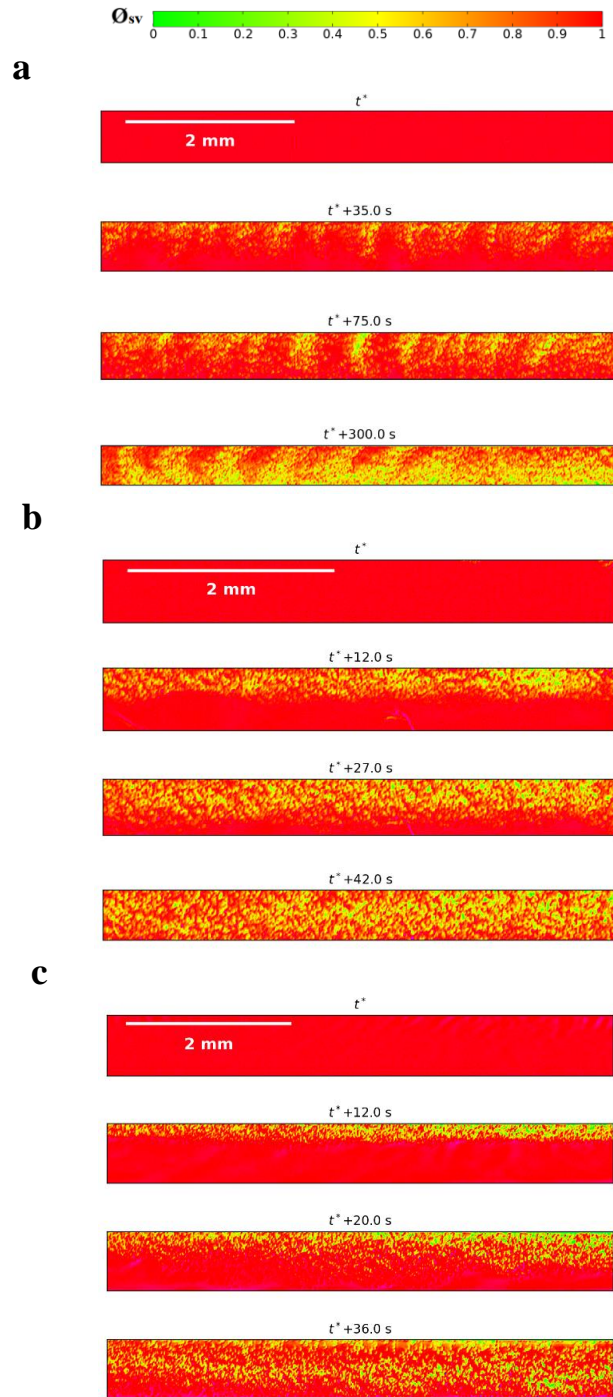 Øsv
0 0.1 0.2 0.3 0.4 0.5 0.6 0.7 0.8 0.9 1
a
t*
2 mm
t*+35.0 s
t*+75.0 s
t*+300.0 s
b
t*
2 mm
t*+12.0 s
t*+27.0 s
t*+42.0 s
c
t*
2 mm
t*+12.0 s
t*+20.0 s
t*+36.0 s